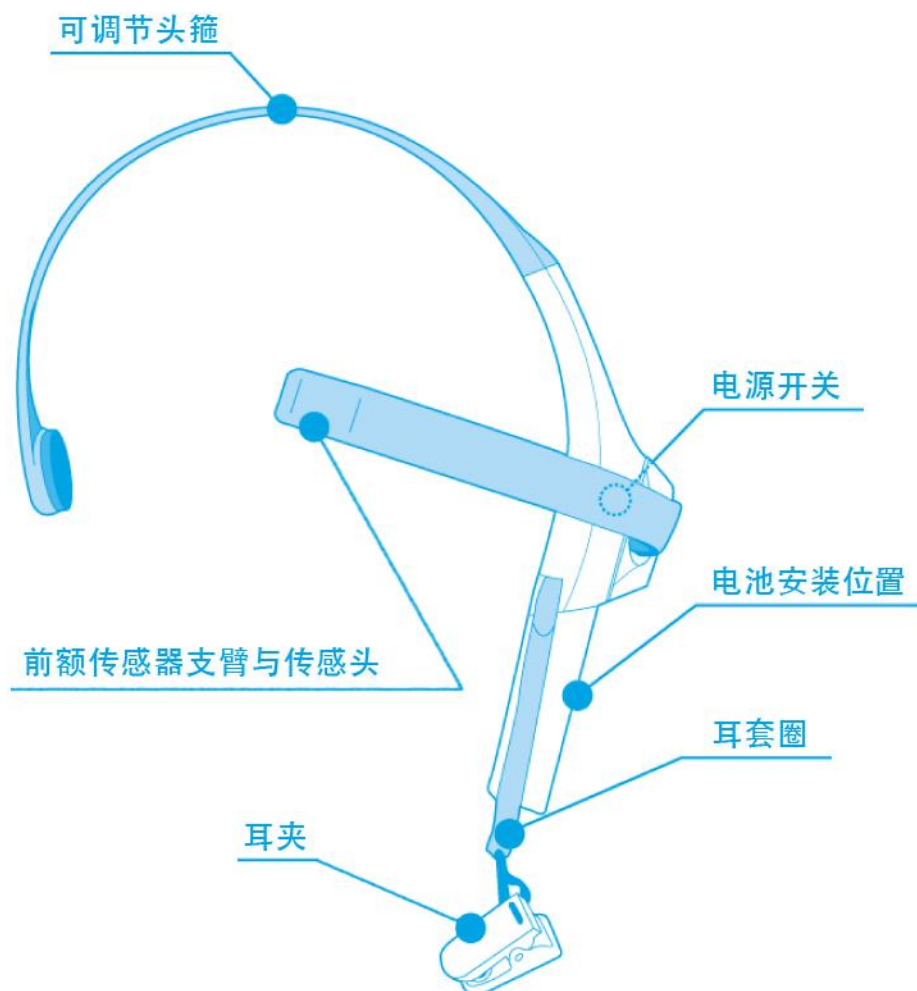 可调节头箍
电源开关
电池安装位置
前额传感器支臂与传感头
耳套圈
耳夹